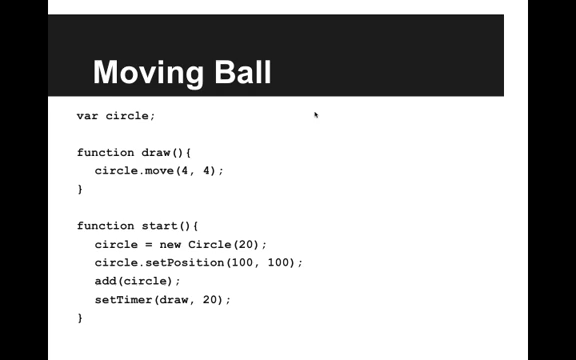 Moving Ball
var circle;
function draw(){
circle.move(4, 4);
}
function start(){
circle = new Circle(20);
circle.setPosition(100, 100);
add(circle);
setTimer(draw, 20);
}